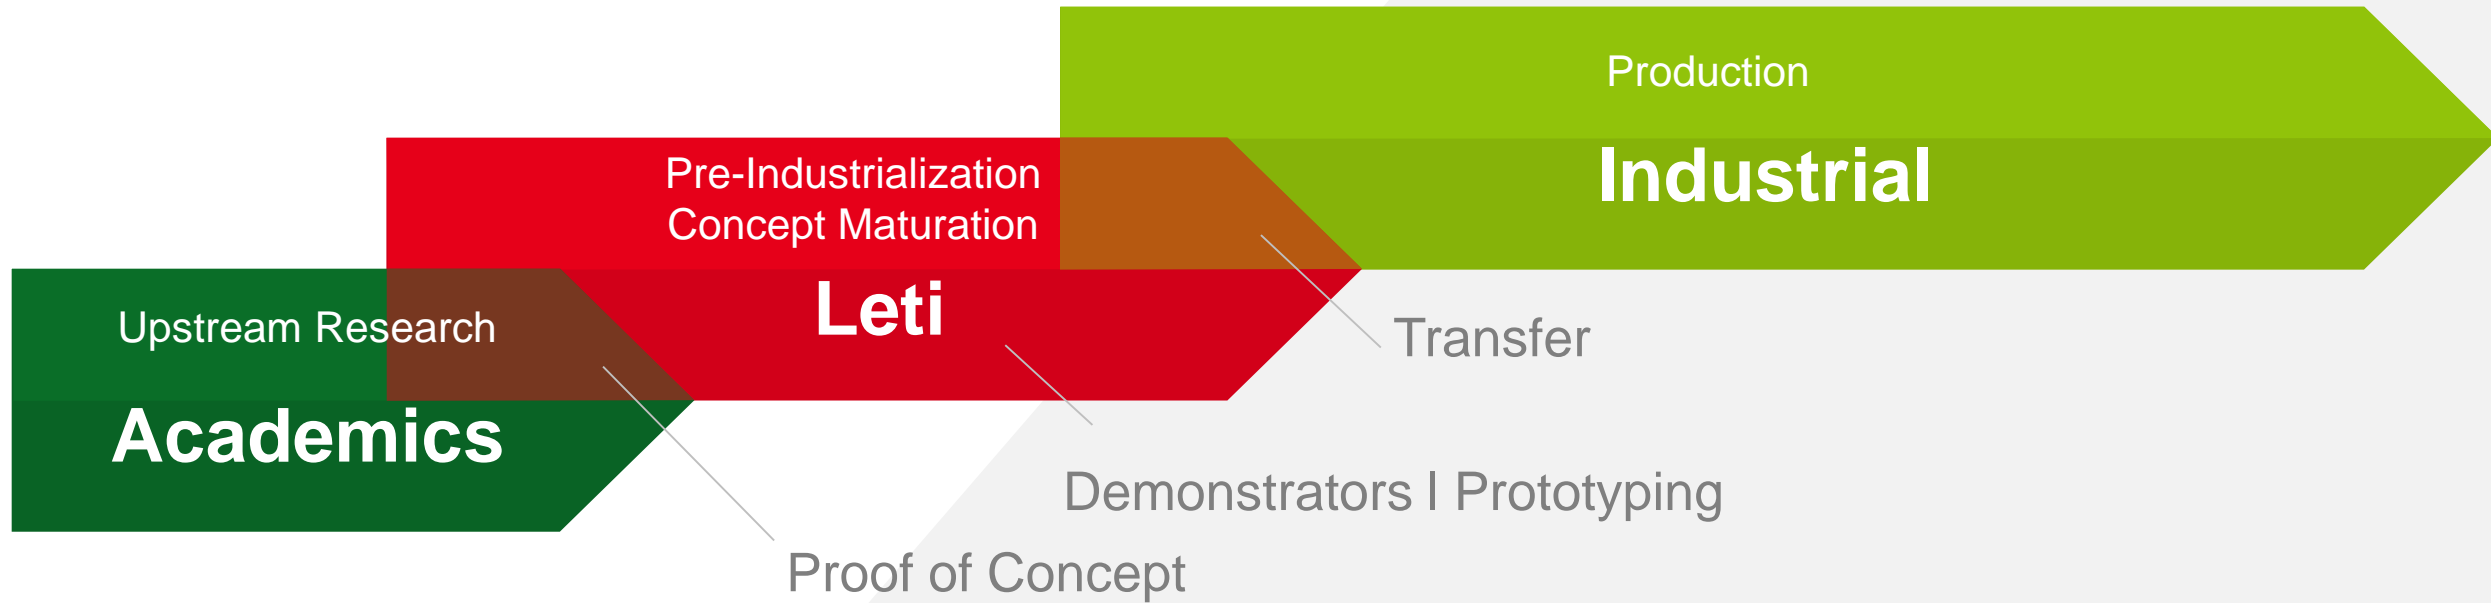 Production
Industrial
Pre-Industrialization
Concept Maturation
Leti
Upstream Research
Academics
Transfer
Demonstrators I Prototyping
Proof of Concept